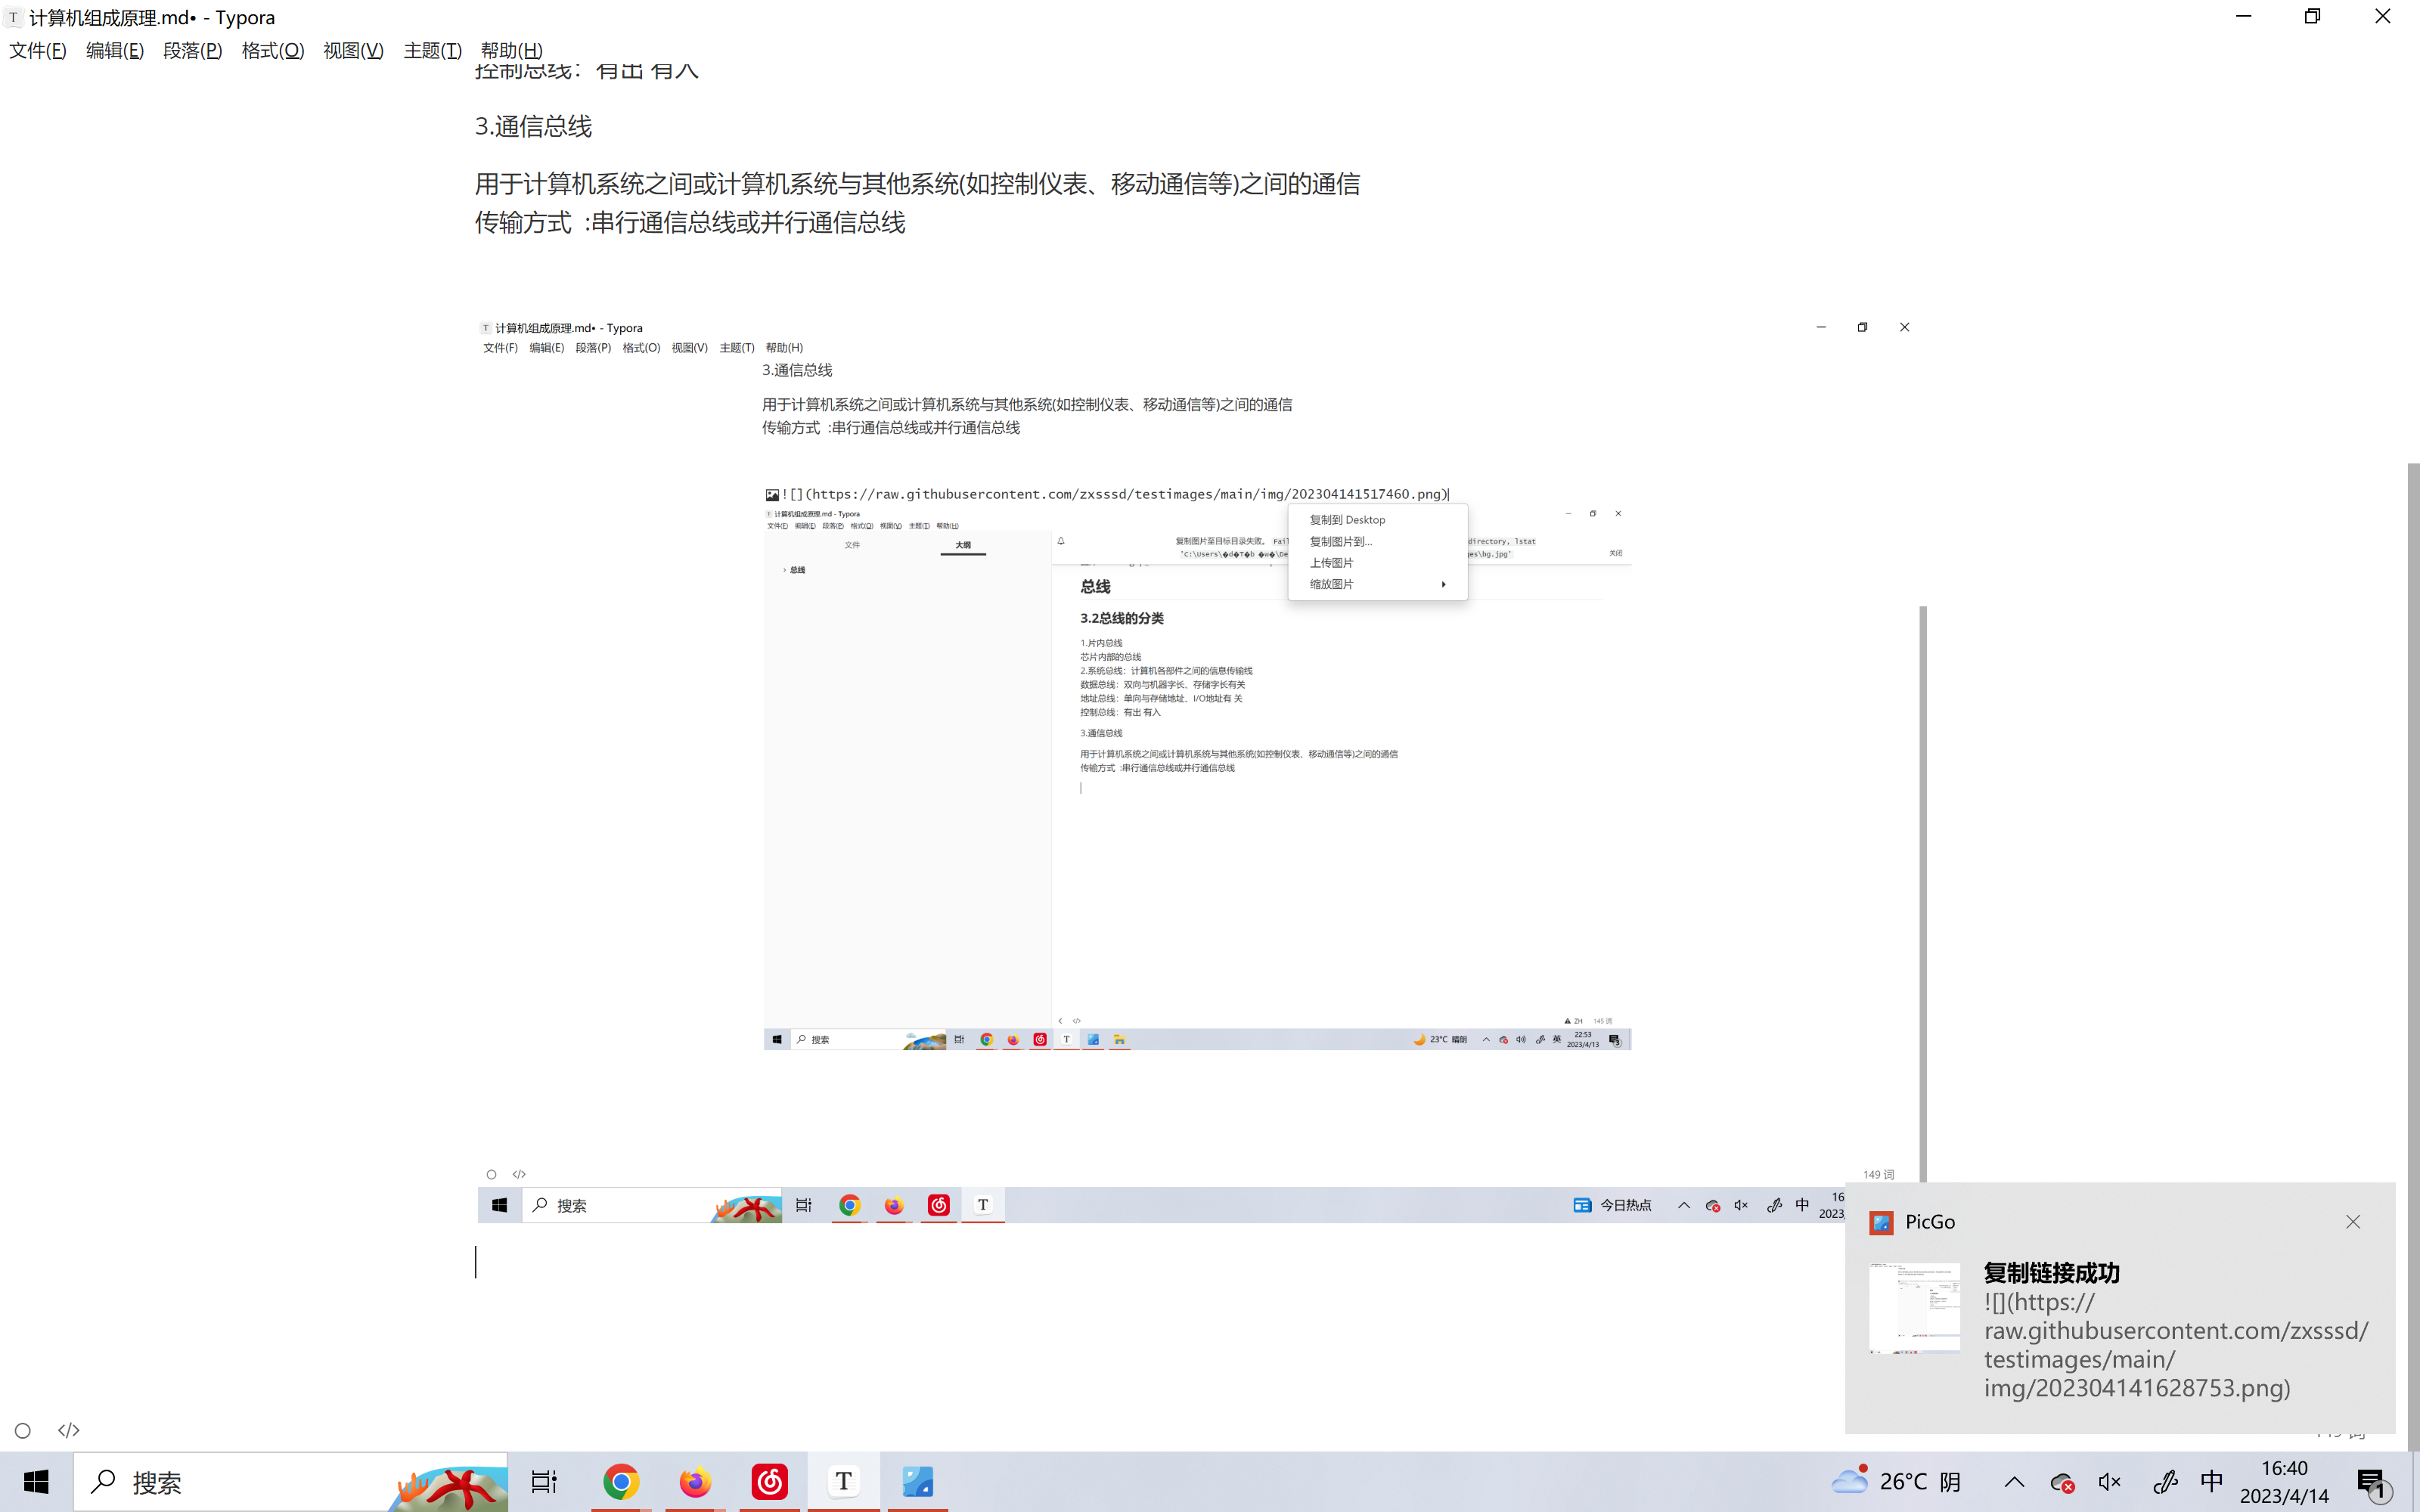 计算机组成原理.md• - Typora
文件(F) 编辑(E) 段落(P) 格式(O) 视图(V) 主题(T) 帮助(H)
控制总线：有出 有入
3.通信总线
用于计算机系统之间或计算机系统与其他系统(如控制仪表、移动通信等)之间的通信
传输方式 :串行通信总线或并行通信总线
计算机组成原理.md• - Typora
文件(F) 编辑(E) 段落(P) 格式(O) 视图(V) 主题(T) 帮助(H)
3.通信总线
用于计算机系统之间或计算机系统与其他系统(如控制仪表、移动通信等)之间的通信
传输方式 :串行通信总线或并行通信总线
![](https://raw.githubusercontent.com/zxsssd/testimages/main/img/202304141517460.png)
计算机组成原理.md - Typora
文件(F) 编辑(E) 段落(P) 格式(O) 视图(V) 主题(T) 帮助(H)
复制到 Desktop
复制图片到...
上传图片
缩放图片
文件 大纲
总线
复制图片至目标目录失败。 Fail
directory, lstat
关闭
总线
3.2总线的分类
1.片内总线
芯片内部的总线
2.系统总线：计算机各部件之间的信息传输线
数据总线：双向与机器字长、存储字长有关
地址总线：单向与存储地址、I/O地址有 关
控制总线：有出 有入
3.通信总线
用于计算机系统之间或计算机系统与其他系统(如控制仪表、移动通信等)之间的通信
传输方式 :串行通信总线或并行通信总线
ZH 145 词
搜索
23°C 晴朗
英
22:53
2023/4/13
</>
149 词
搜索
今日热点
中
16
2023
PicGo
复制链接成功
![](https://
raw.githubusercontent.com/zxsssd/
testimages/main/
img/202304141628753.png)
</>
搜索
26°C 阴
中
16:40
2023/4/14
1